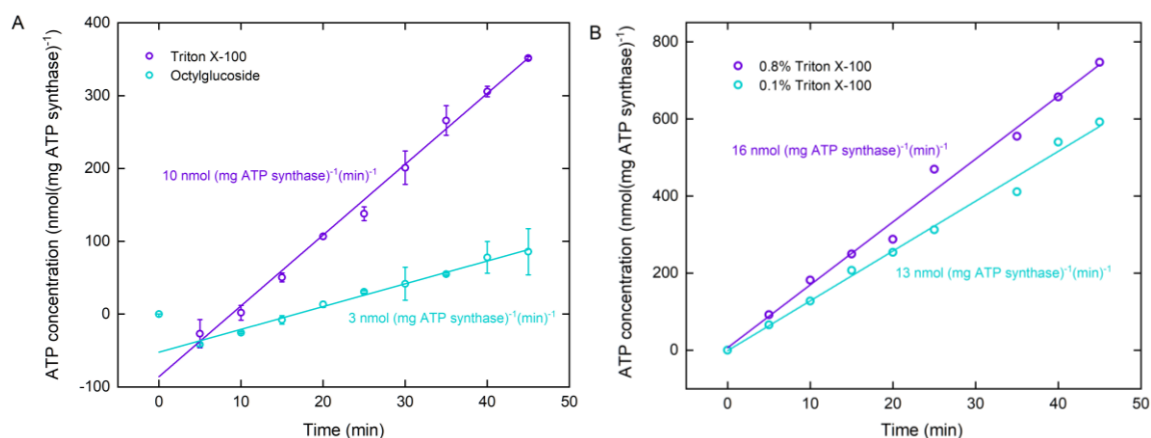 A
ATP concentration (nmol(mg ATP synthase)⁻¹)
400
300
200
100
0
-100
Triton X-100
Octylglucoside
10 nmol (mg ATP synthase)⁻¹(min)⁻¹
3 nmol (mg ATP synthase)⁻¹(min)⁻¹
0 10 20 30 40 50
Time (min)
B
ATP concentration (nmol(mg ATP synthase)⁻¹)
800
600
400
200
0
0.8% Triton X-100
0.1% Triton X-100
16 nmol (mg ATP synthase)⁻¹(min)⁻¹
13 nmol (mg ATP synthase)⁻¹(min)⁻¹
0 10 20 30 40 50
Time (min)